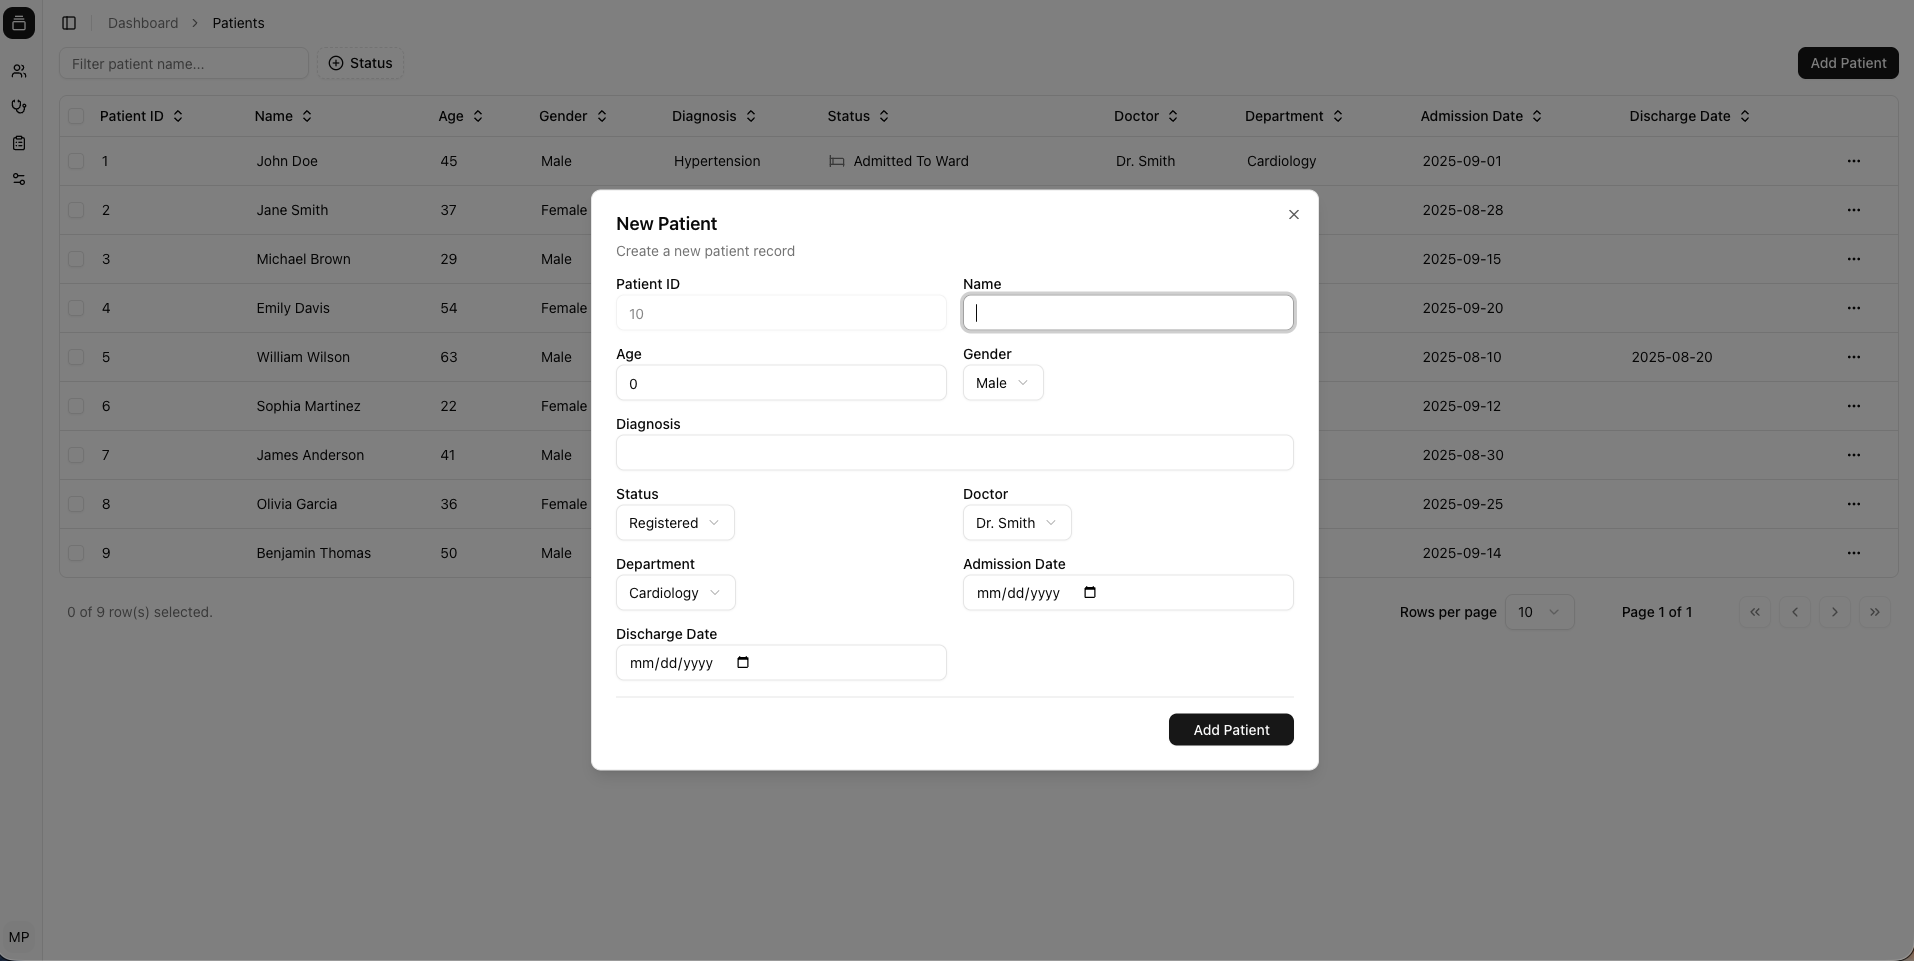 Dashboard > Patients
Filter patient name...
Status
Add Patient
Patient ID Name Age Gender Diagnosis Status Doctor Department Admission Date Discharge Date
1 John Doe 45 Male Hypertension Admitted To Ward Dr. Smith Cardiology 2025-09-01 ...
2 Jane Smith 37 Female 2025-08-28 ...
3 Michael Brown 29 Male 2025-09-15 ...
4 Emily Davis 54 Female 2025-09-20 ...
5 William Wilson 63 Male 2025-08-10 2025-08-20 ...
6 Sophia Martinez 22 Female 2025-09-12 ...
7 James Anderson 41 Male 2025-08-30 ...
8 Olivia Garcia 36 Female 2025-09-25 ...
9 Benjamin Thomas 50 Male 2025-09-14 ...
0 of 9 row(s) selected.
Rows per page 10 Page 1 of 1
MP
New Patient
Create a new patient record
Patient ID
10
Name
Age
0
Gender
Male
Diagnosis
Status
Registered
Doctor
Dr. Smith
Department
Cardiology
Admission Date
mm/dd/yyyy
Discharge Date
mm/dd/yyyy
Add Patient